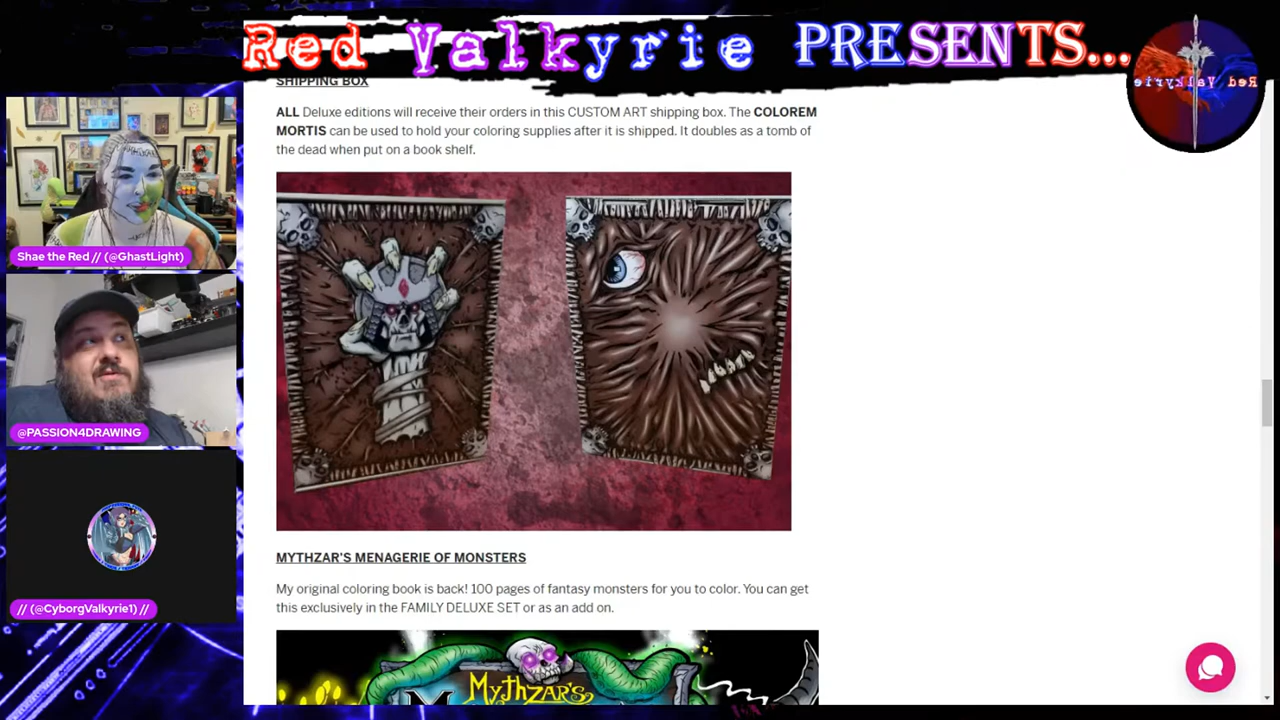 Red Valkyrie PRESENTS...
Red Valkyrie
SHIPPING BOX
ALL Deluxe editions will receive their orders in this CUSTOM ART shipping box. The COLOREM
MORTIS can be used to hold your coloring supplies after it is shipped. It doubles as a tomb of
the dead when put on a book shelf.
Shae the Red // (@GhastLight)
@PASSION4DRAWING
// (@CyborgValkyrie1) //
MYTHZAR'S MENAGERIE OF MONSTERS
My original coloring book is back! 100 pages of fantasy monsters for you to color. You can get
this exclusively in the FAMILY DELUXE SET or as an add on.
MYTHZAR'S